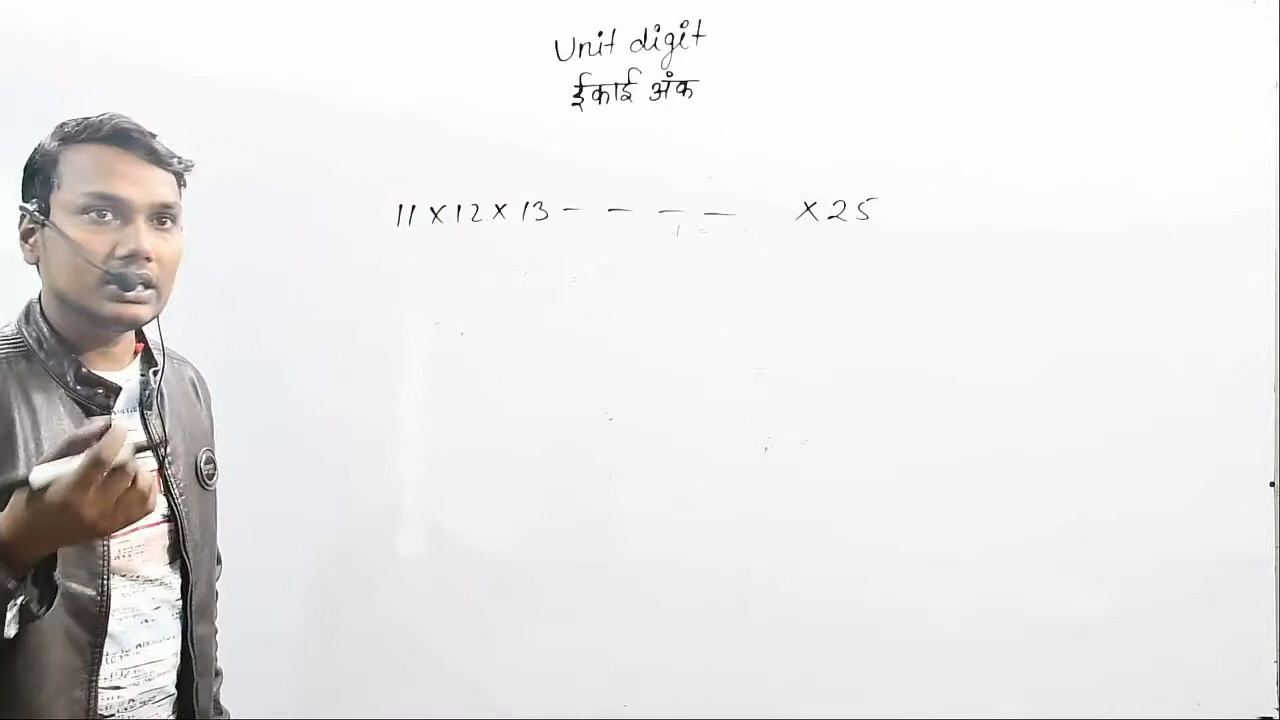 Unit digit
ईकाई अंक
11 × 12 × 13 - - - - × 25